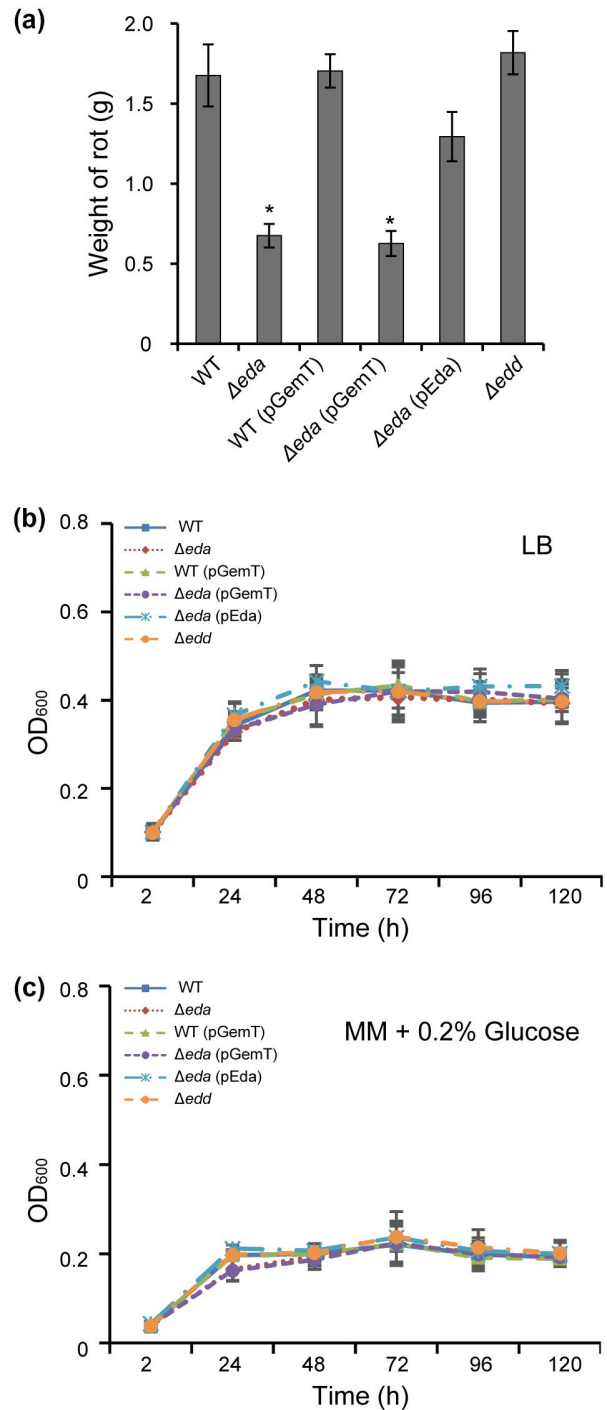 (a)
Weight of rot (g)
2.0
1.5
1.0
0.5
0
*
*
WT
Δeda
WT (pGemT)
Δeda (pGemT)
Δeda (pEda)
Δedd
(b)
LB
0.8
0.6
0.4
0.2
0
OD600
WT
Δeda
WT (pGemT)
Δeda (pGemT)
Δeda (pEda)
Δedd
2 24 48 72 96 120
Time (h)
(c)
MM + 0.2% Glucose
0.8
0.6
0.4
0.2
0
OD600
WT
Δeda
WT (pGemT)
Δeda (pGemT)
Δeda (pEda)
Δedd
2 24 48 72 96 120
Time (h)